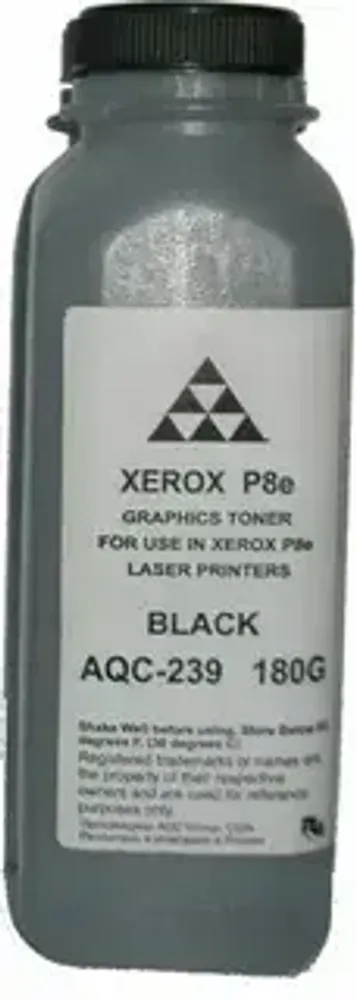 XEROX P8e
GRAPHICS TONER
FOR USE IN XEROX P8e
LASER PRINTERS
BLACK
AQC-239 180G
Shake Well before using. Store Below
degrees F. (38 degrees C)
Registered trademarks or names are
the property of their respective
owners and are used for reference
purposes only.
P8e